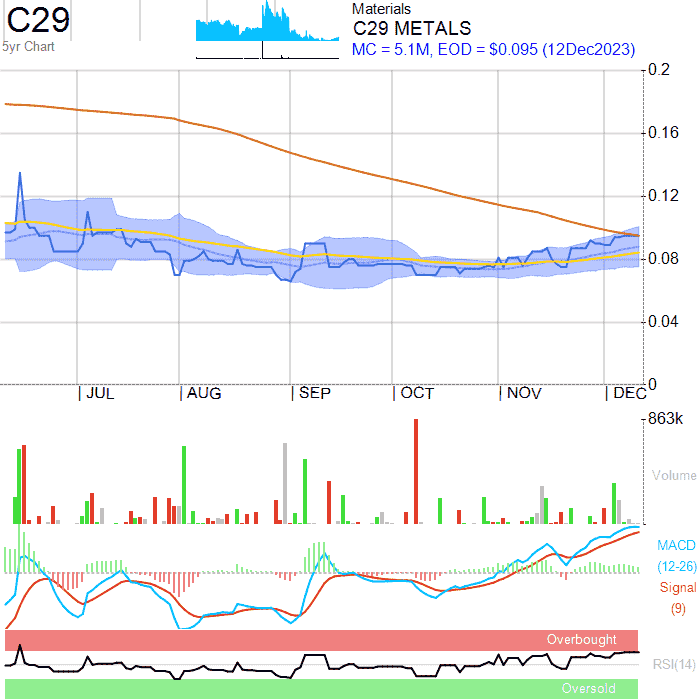 C29
5yr Chart
Materials
C29 METALS
MC = 5.1M, EOD = $0.095 (12Dec2023)
0.2
0.16
0.12
0.08
0.04
0
JUL AUG SEP OCT NOV DEC
863k
Volume
MACD
(12-26)
Signal
(9)
Overbought
RSI(14)
Oversold